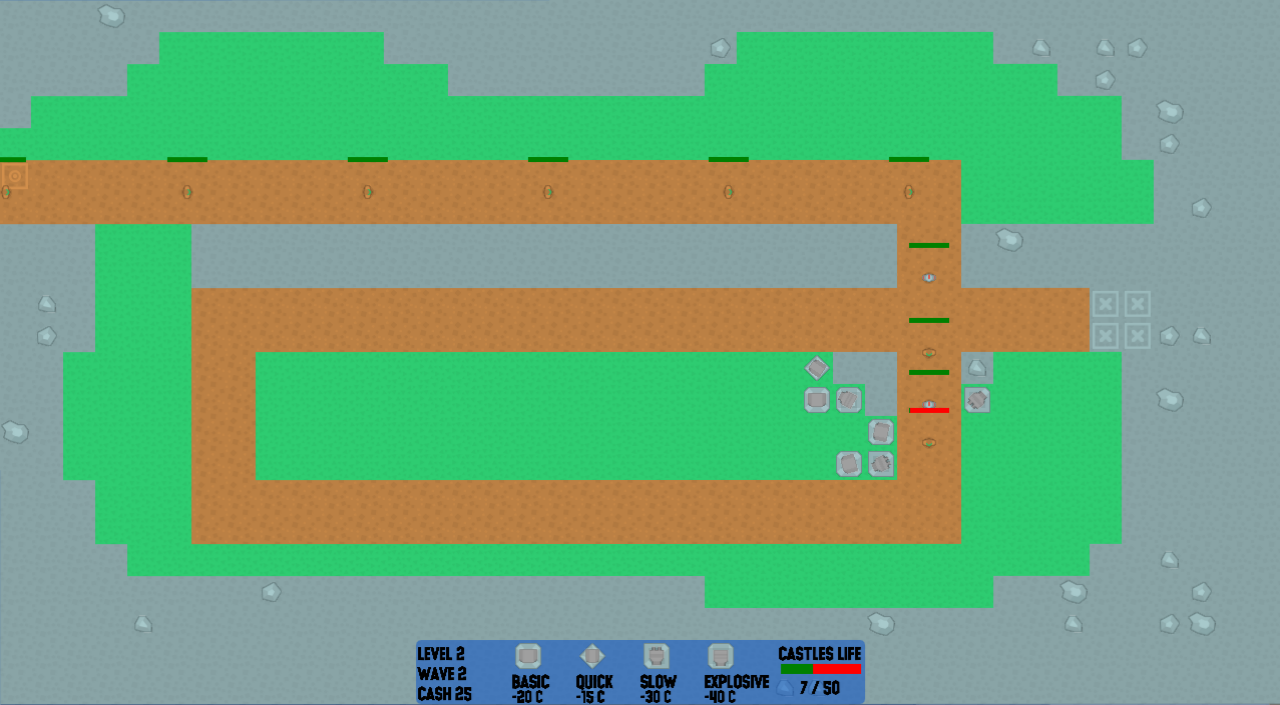 LEVEL 2
WAVE 2
CASH 25
BASIC
-20 C
QUICK
-15 C
SLOW
-30 C
EXPLOSIVE
-40 C
CASTLES LIFE
7 / 50